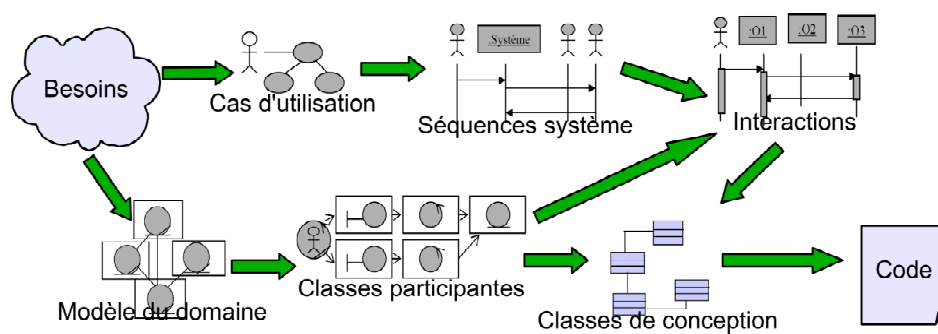 Besoins
Cas d'utilisation
:Système
Séquences système
:O1
:O2
:O3
Interactions
Modèle du domaine
Classes participantes
Classes de conception
Code